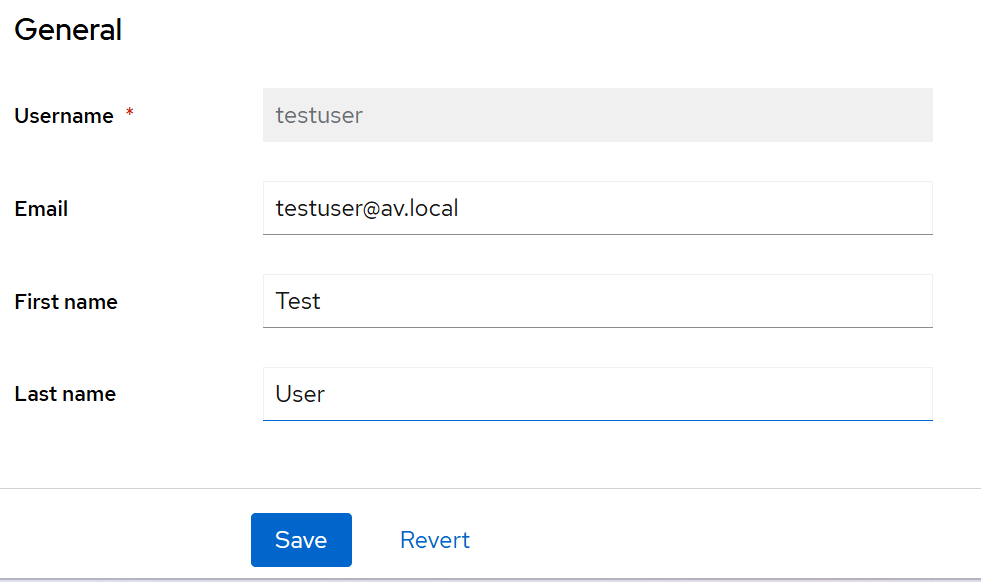 General
Username * testuser
Email testuser@av.local
First name Test
Last name User
Save Revert